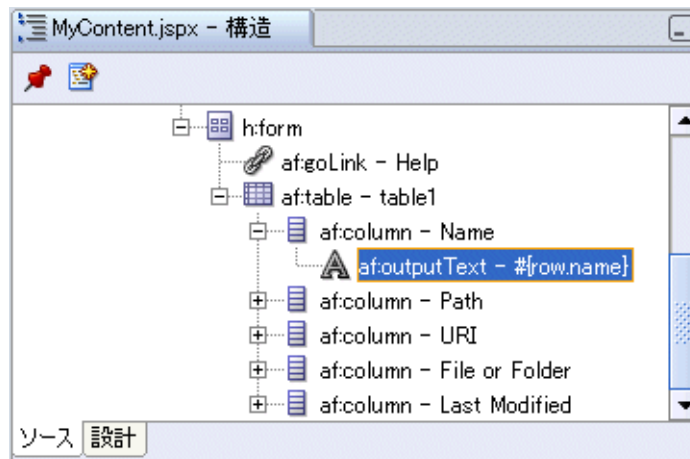 MyContent.jspx - 構造
h:form
af:goLink - Help
af:table - table1
af:column - Name
af:outputText - #{row.name}
af:column - Path
af:column - URI
af:column - File or Folder
af:column - Last Modified
ソース 設計